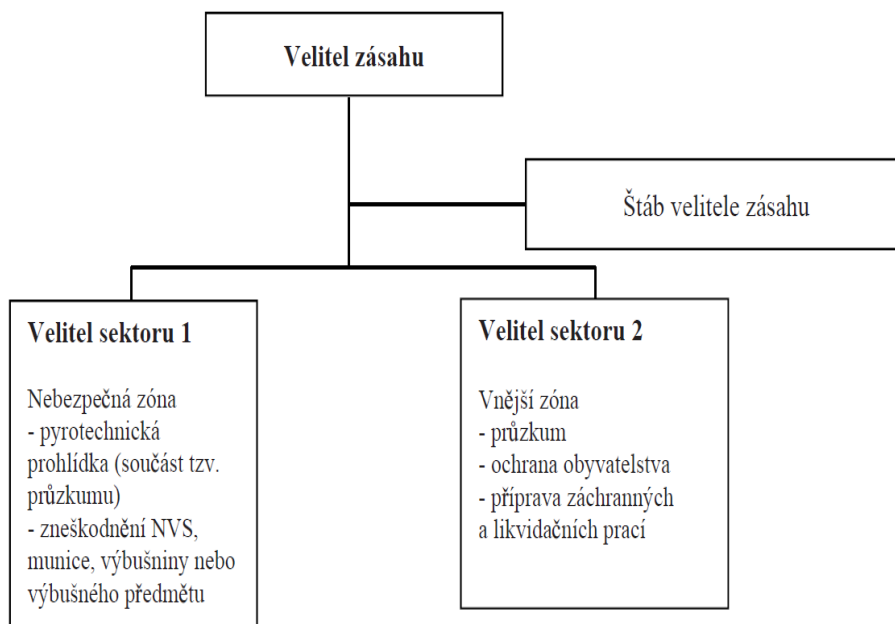 Velitel zásahu
Štáb velitele zásahu
Velitel sektoru 1
Nebezpečná zóna
- pyrotechnická
prohlídka (součást tzv.
průzkumu)
- zneškodnění NVS,
munice, výbušniny nebo
výbušného předmětu
Velitel sektoru 2
Vnější zóna
- průzkum
- ochrana obyvatelstva
- příprava záchranných
a likvidačních prací